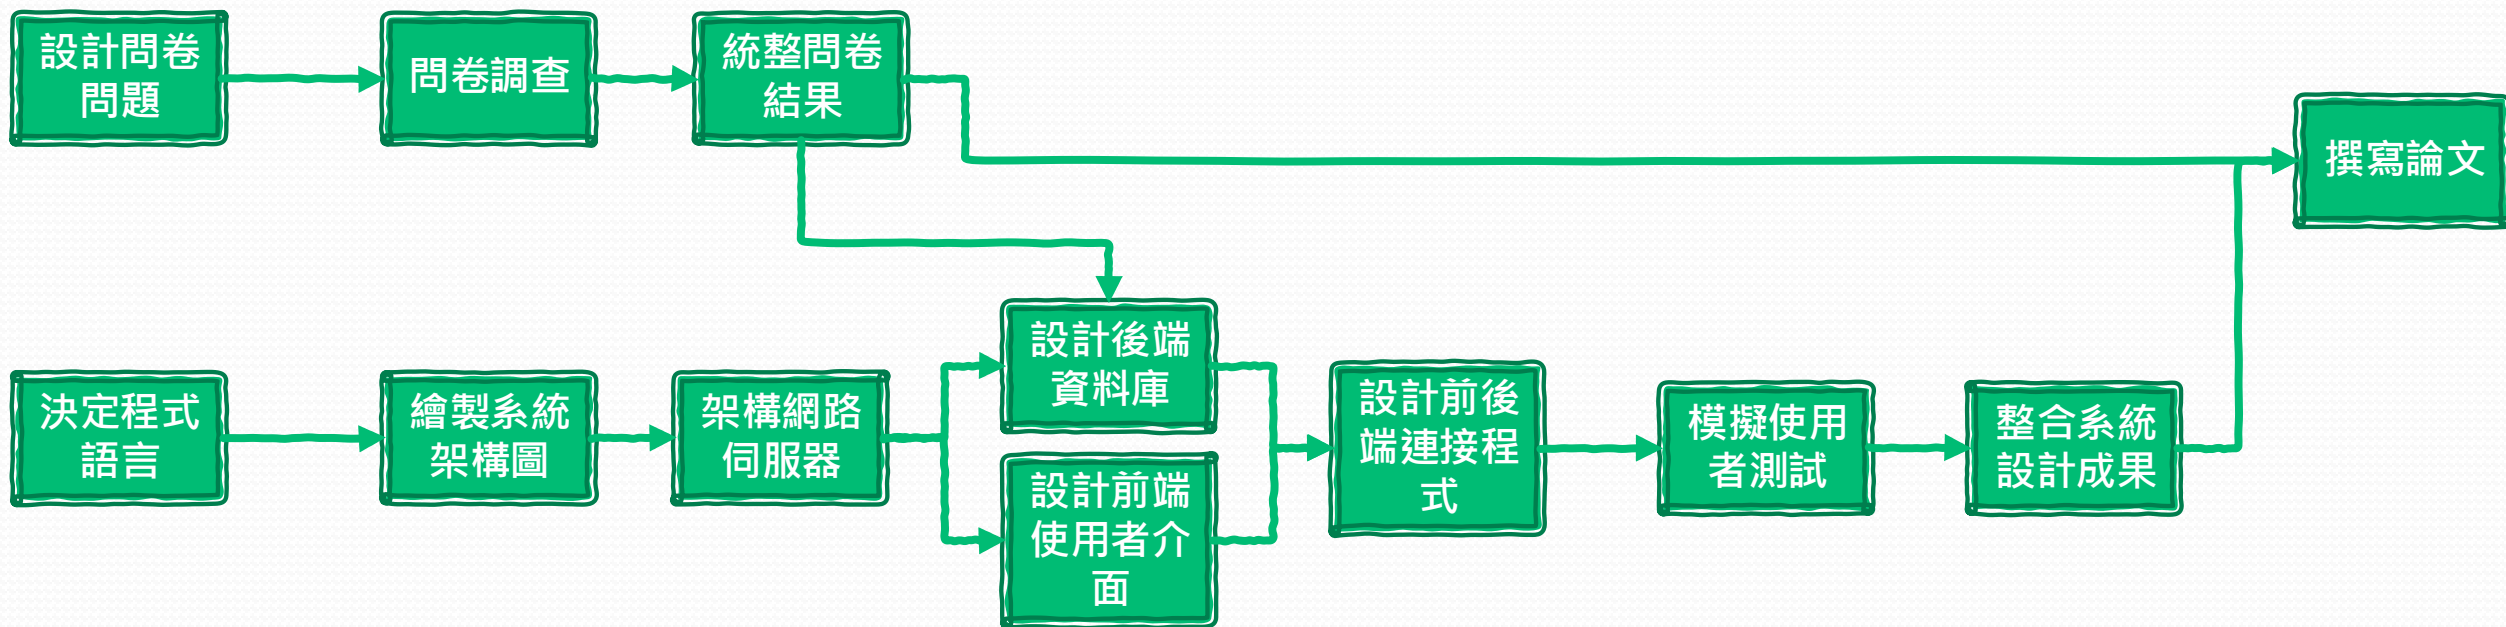 設計問卷
問題
問卷調查
統整問卷
結果
撰寫論文
決定程式
語言
繪製系統
架構圖
架構網路
伺服器
設計後端
資料庫
設計前端
使用者介
面
設計前後
端連接程
式
模擬使用
者測試
整合系統
設計成果